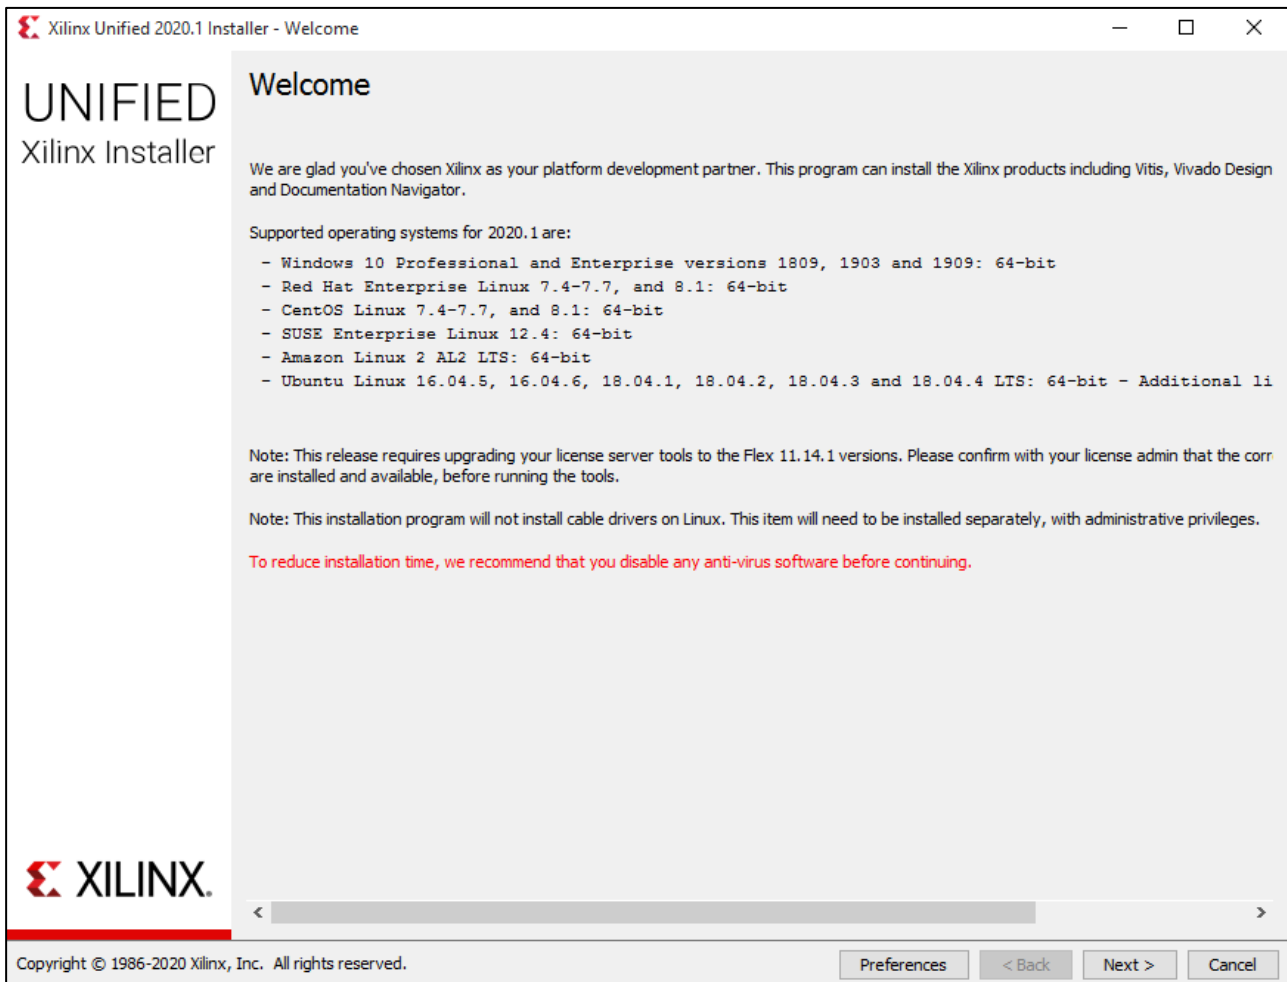 Xilinx Unified 2020.1 Installer - Welcome
UNIFIED
Xilinx Installer
Welcome
We are glad you've chosen Xilinx as your platform development partner. This program can install the Xilinx products including Vitis, Vivado Design
and Documentation Navigator.
Supported operating systems for 2020.1 are:
- Windows 10 Professional and Enterprise versions 1809, 1903 and 1909: 64-bit
- Red Hat Enterprise Linux 7.4-7.7, and 8.1: 64-bit
- CentOS Linux 7.4-7.7, and 8.1: 64-bit
- SUSE Enterprise Linux 12.4: 64-bit
- Amazon Linux 2 AL2 LTS: 64-bit
- Ubuntu Linux 16.04.5, 16.04.6, 18.04.1, 18.04.2, 18.04.3 and 18.04.4 LTS: 64-bit - Additional li
Note: This release requires upgrading your license server tools to the Flex 11.14.1 versions. Please confirm with your license admin that the corr
are installed and available, before running the tools.
Note: This installation program will not install cable drivers on Linux. This item will need to be installed separately, with administrative privileges.
To reduce installation time, we recommend that you disable any anti-virus software before continuing.
XILINX.
Copyright © 1986-2020 Xilinx, Inc. All rights reserved.
Preferences
< Back
Next >
Cancel